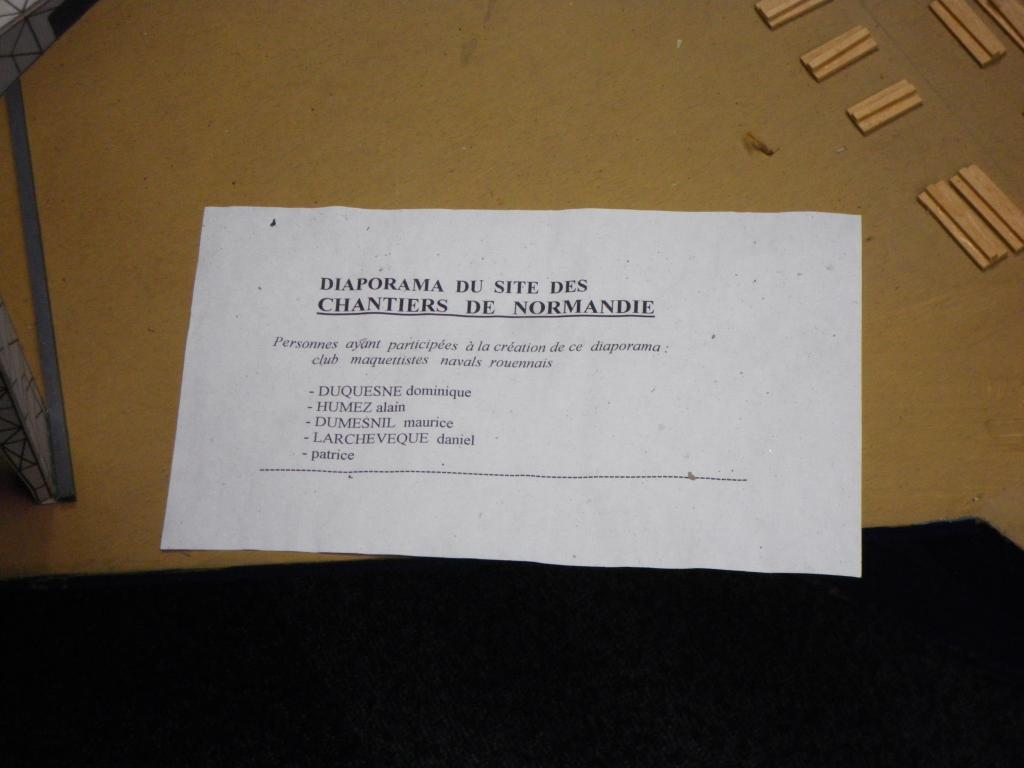 DIAPORAMA DU SITE DES
CHANTIERS DE NORMANDIE
Personnes ayant participées à la création de ce diaporama :
club maquettistes navals rouennais
- DUQUESNE dominique
- HUMEZ alain
- DUMESNIL maurice
- LARCHEVEQUE daniel
- patrice